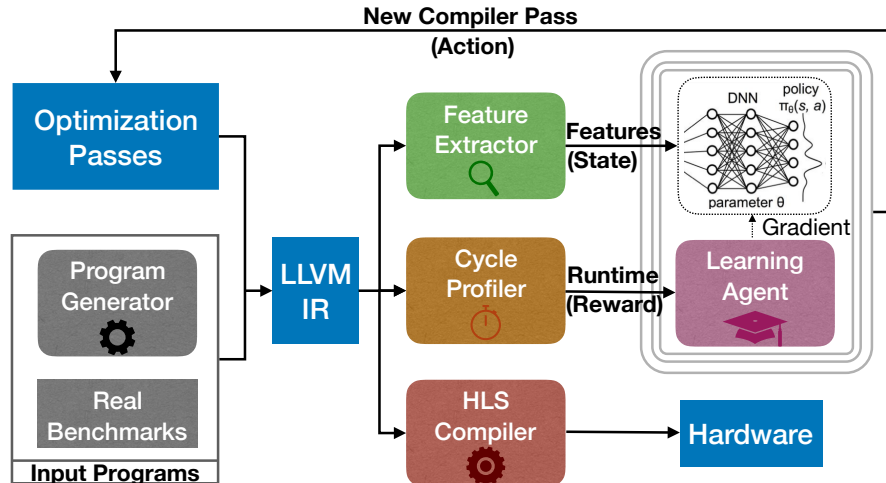 New Compiler Pass
(Action)
Optimization
Passes
Feature
Extractor
Features
(State)
DNN
policy
πθ(s, a)
parameter θ
Gradient
Program
Generator
LLVM
IR
Cycle
Profiler
Runtime
(Reward)
Learning
Agent
Real
Benchmarks
HLS
Compiler
Hardware
Input Programs